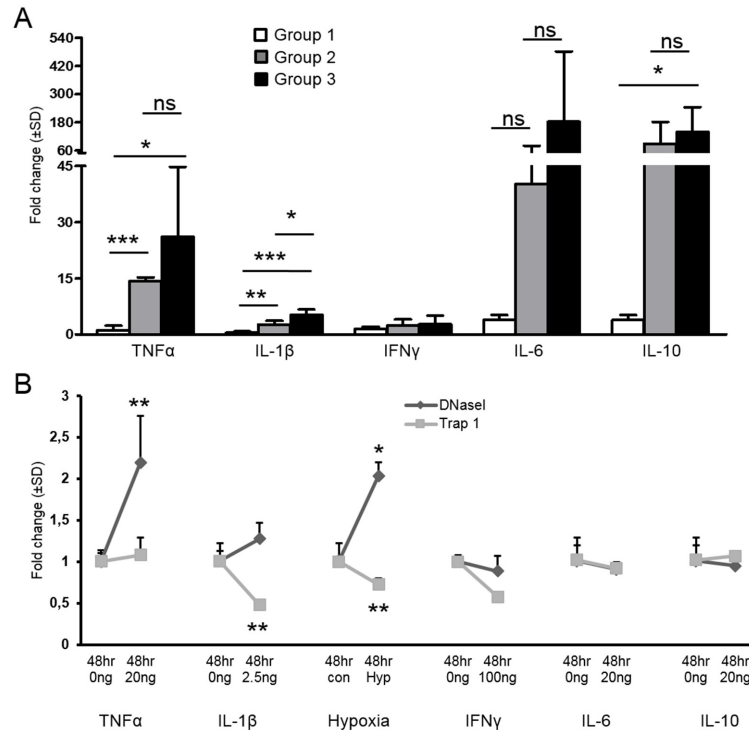 A
Fold change (±SD)
540
420
300
180
60
45
30
15
0
Group 1
Group 2
Group 3
*** * ns
** *** *
ns ns
* ns
TNFα IL-1β IFNγ IL-6 IL-10
B
Fold change (±SD)
3
2,5
2
1,5
1
0,5
0
DNaseI
Trap 1
** ** * **
48hr 48hr 48hr 48hr 48hr 48hr 48hr 48hr 48hr 48hr 48hr 48hr
0ng 20ng 0ng 2.5ng con Hyp 0ng 100ng 0ng 20ng 0ng 20ng
TNFα IL-1β Hypoxia IFNγ IL-6 IL-10